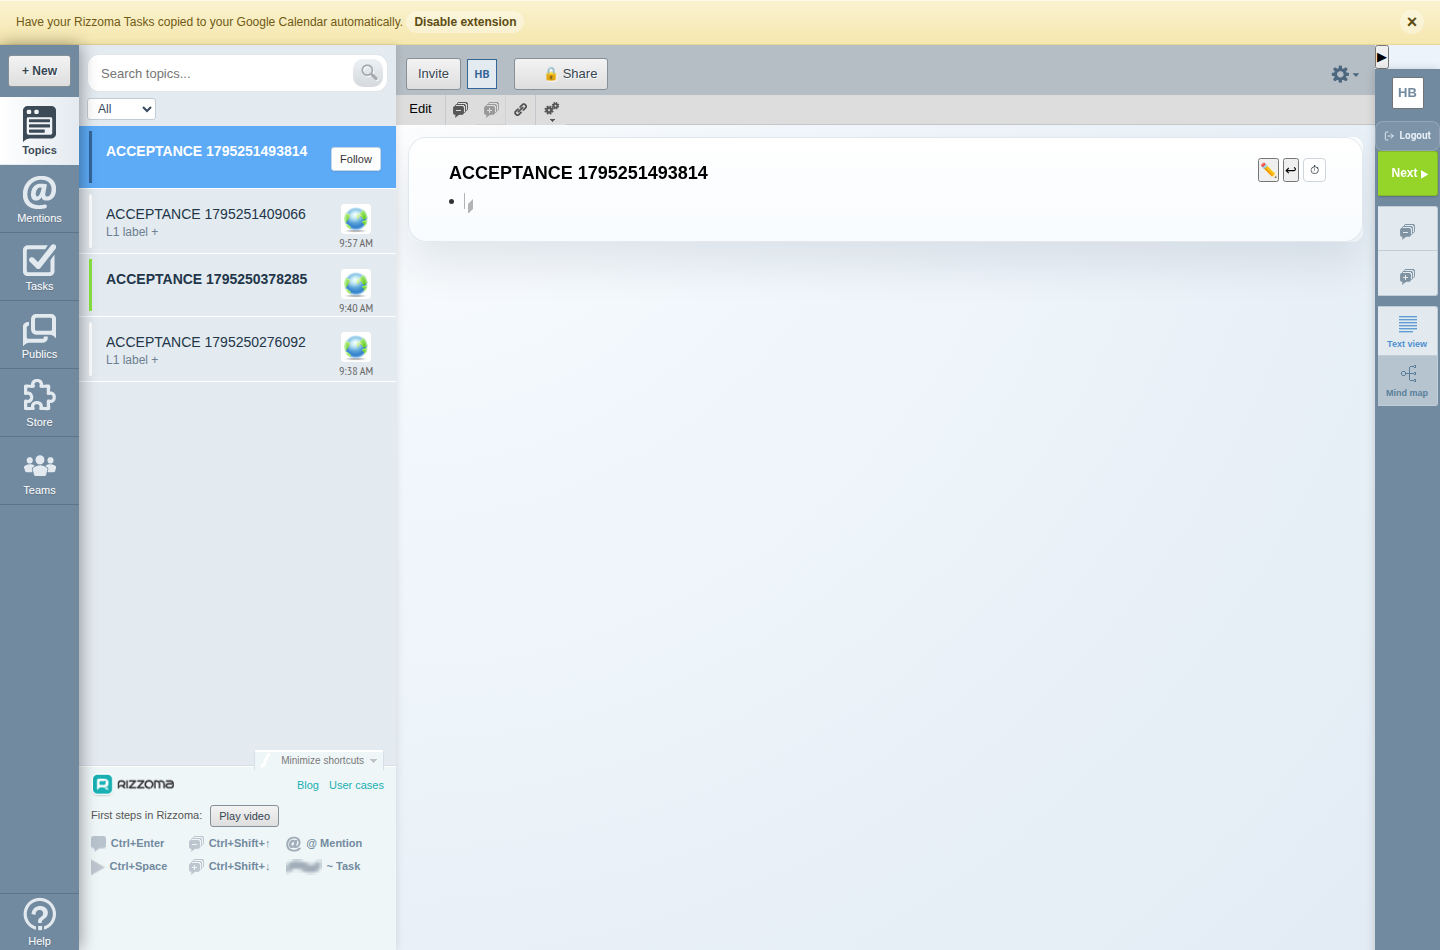 Have your Rizzoma Tasks copied to your Google Calendar automatically. Disable extension ×
+ New
Topics
Mentions
Tasks
Publics
Store
Teams
Help
Search topics...
All
ACCEPTANCE 1795251493814
Follow
ACCEPTANCE 1795251409066
L1 label +
9:57 AM
ACCEPTANCE 1795250378285
9:40 AM
ACCEPTANCE 1795250276092
L1 label +
9:38 AM
Minimize shortcuts
RIZZOMA
Blog User cases
First steps in Rizzoma: Play video
Ctrl+Enter Ctrl+Shift+↑ @ Mention
Ctrl+Space Ctrl+Shift+↓ ~ Task
Invite HB Share
Edit
ACCEPTANCE 1795251493814
HB
Logout
Next
Text view
Mind map